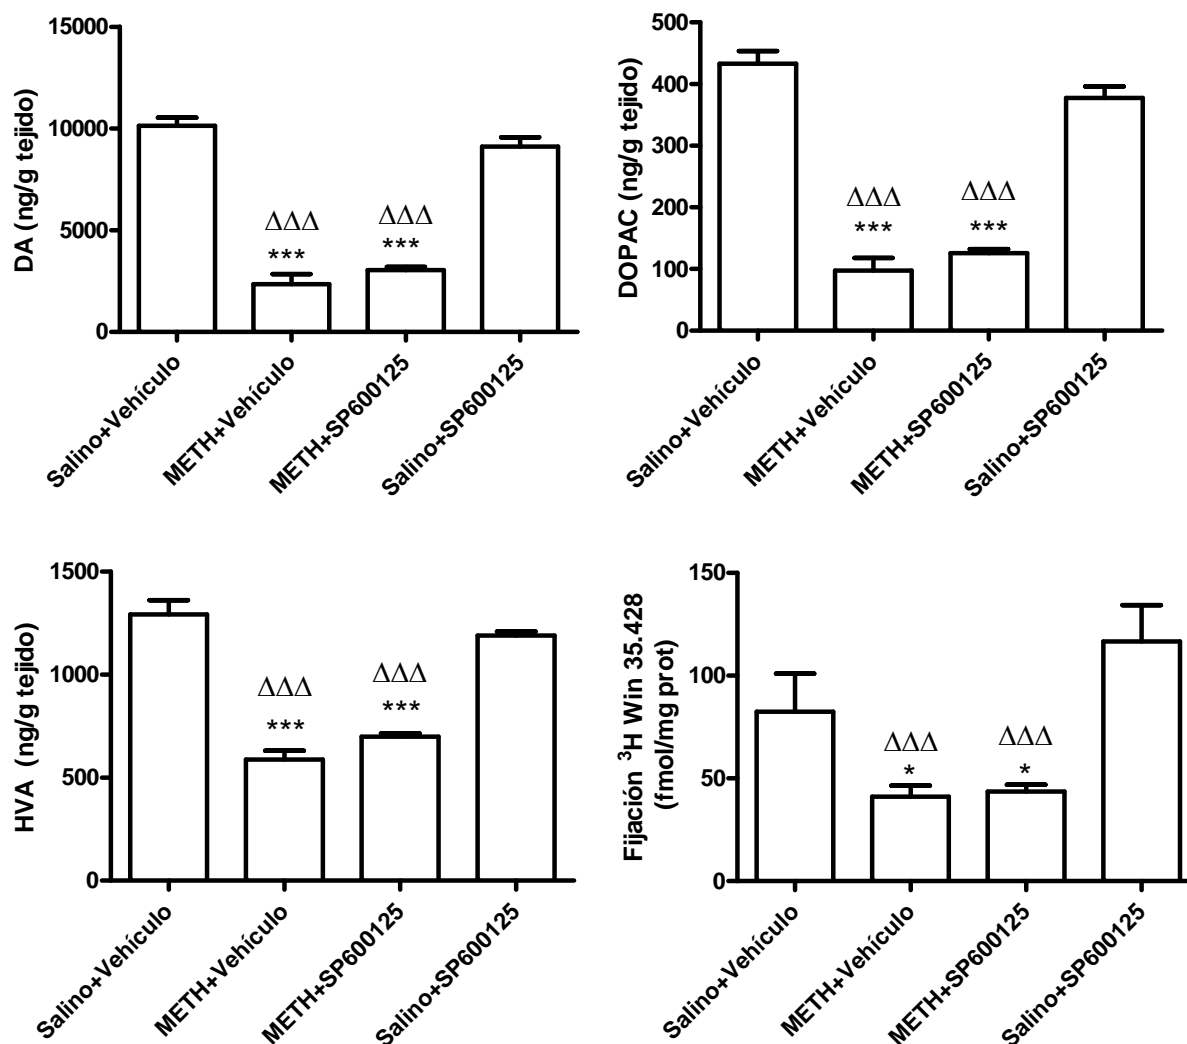 DA (ng/g tejido)
15000
10000
5000
0
ΔΔΔ
***
ΔΔΔ
***
Salino+Vehículo
METH+Vehículo
METH+SP600125
Salino+SP600125
DOPAC (ng/g tejido)
500
400
300
200
100
0
ΔΔΔ
***
ΔΔΔ
***
Salino+Vehículo
METH+Vehículo
METH+SP600125
Salino+SP600125
HVA (ng/g tejido)
1500
1000
500
0
ΔΔΔ
***
ΔΔΔ
***
Salino+Vehículo
METH+Vehículo
METH+SP600125
Salino+SP600125
Fijación ³H Win 35.428
(fmol/mg prot)
150
100
50
0
ΔΔΔ
*
ΔΔΔ
*
Salino+Vehículo
METH+Vehículo
METH+SP600125
Salino+SP600125